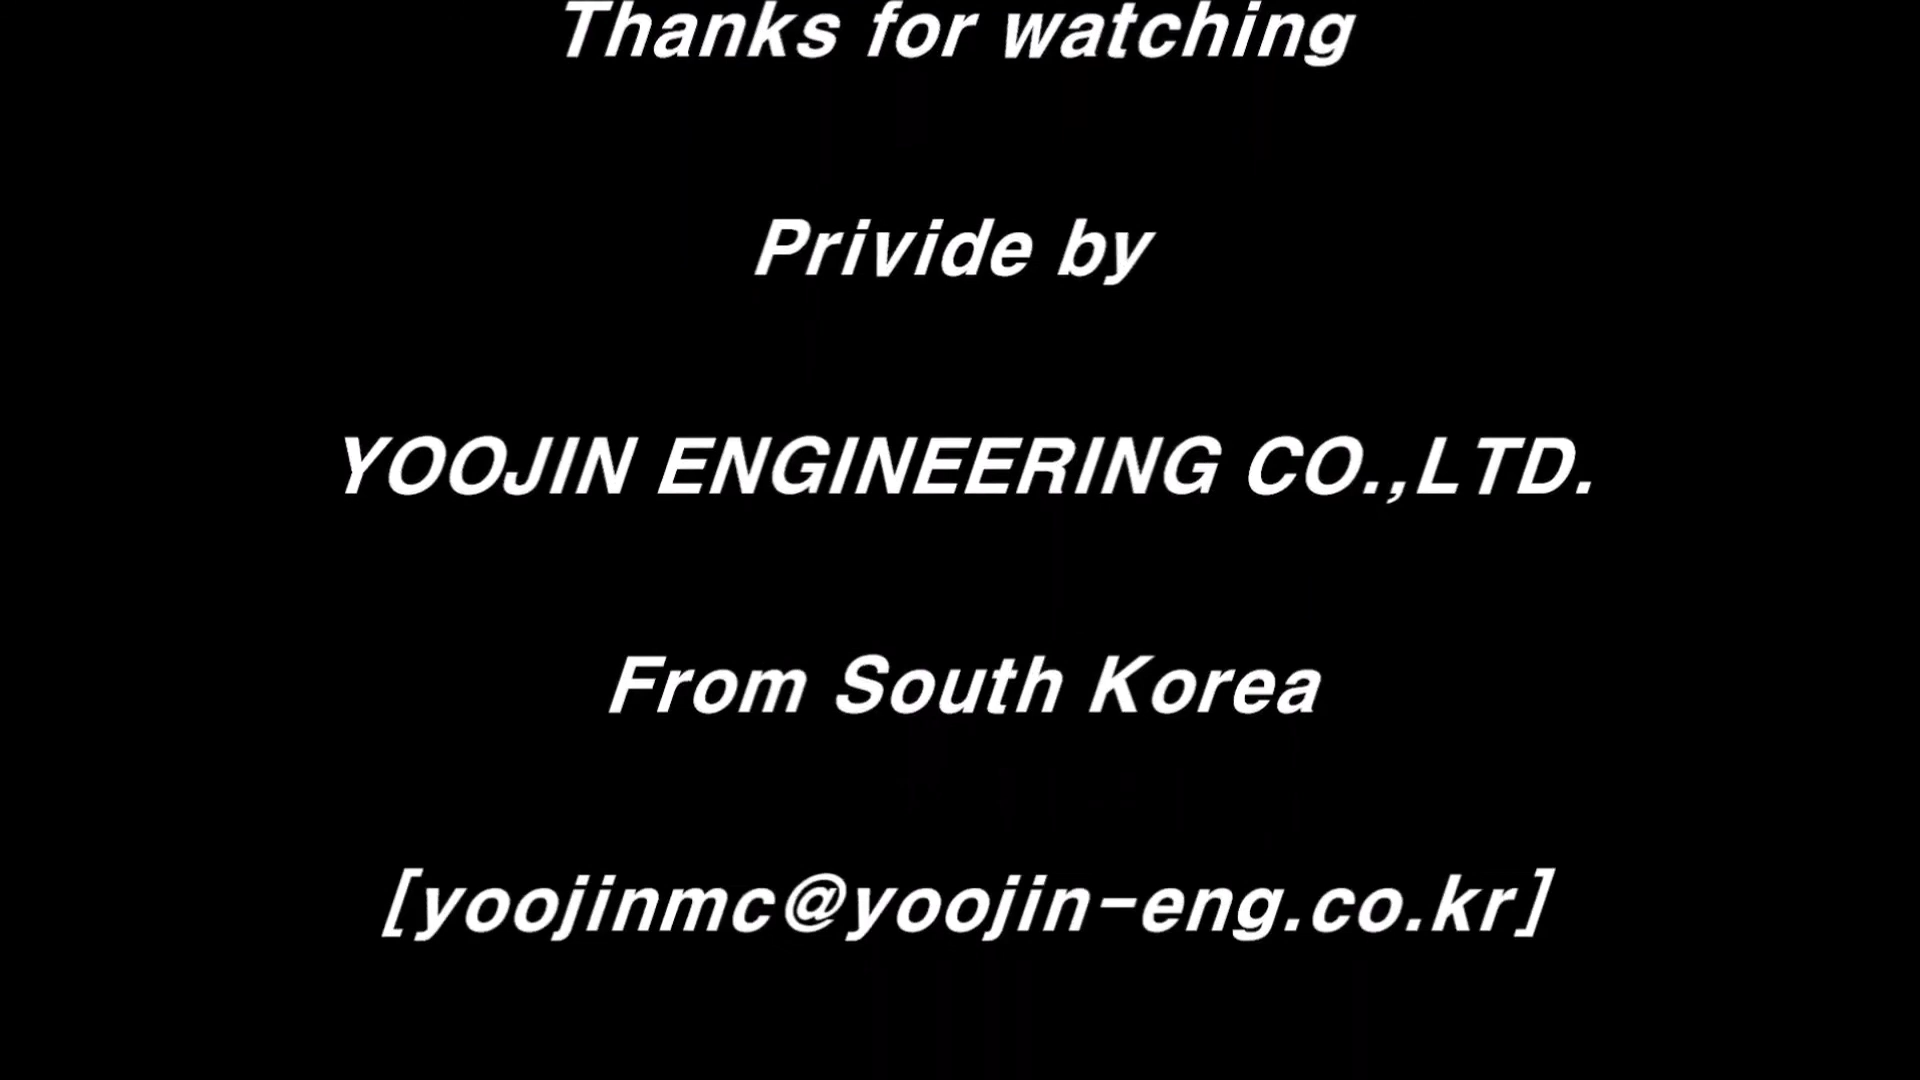 Thanks for watching
Privide by
YOOJIN ENGINEERING CO.,LTD.
From South Korea
[yoojinmc@yoojin-eng.co.kr]